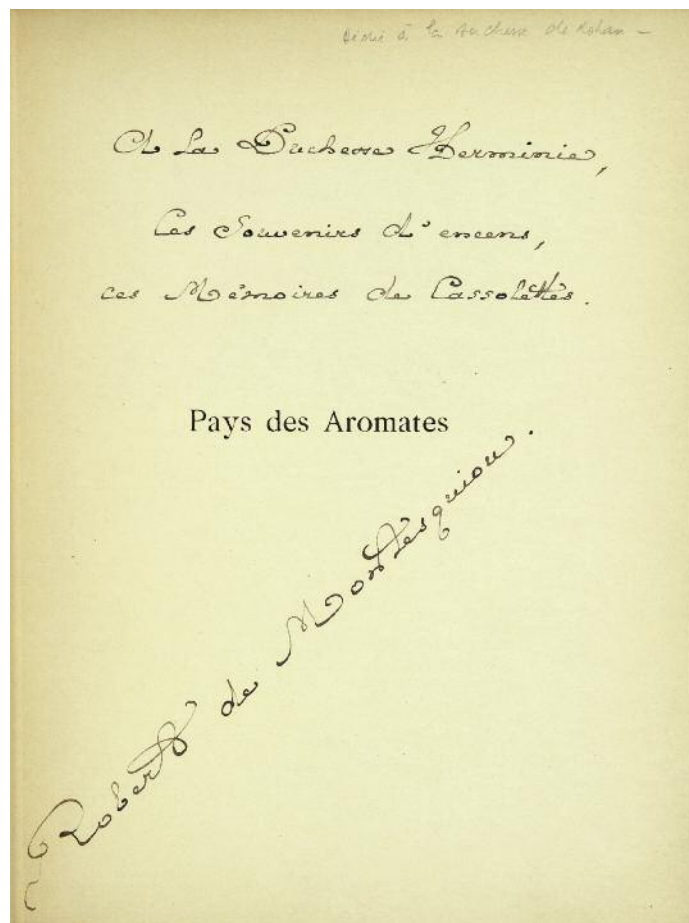 Dédié à la Duchesse de Rohan –
A La Duchesse Herminie,
Ces Souvenirs d'encens,
ces Mémoires de Cassolettes.
Pays des Aromates
Robert de Montesquiou.